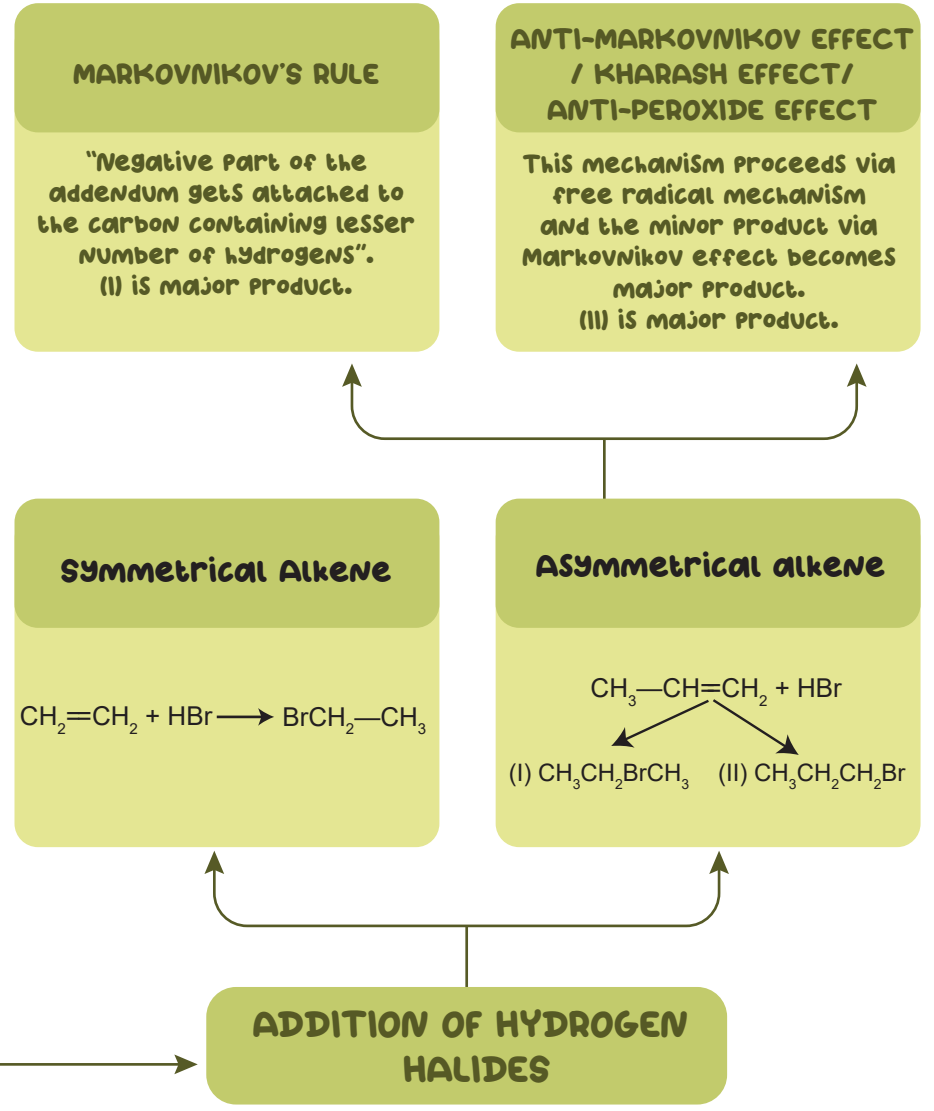 MARKOVNIKOV'S RULE
"Negative Part of the
addendum gets attached to
the carbon containing lesser
number of hydrogens".
(I) is major Product.
ANTI-MARKOVNIKOV EFFECT
/ KHARASH EFFECT/
ANTI-PEROXIDE EFFECT
This mechanism Proceeds via
free radical mechanism
and the minor Product via
Markovnikov effect becomes
major Product.
(II) is major Product.
Symmetrical Alkene
CH₂=CH₂ + HBr → BrCH₂—CH₃
Asymmetrical alkene
CH₃—CH=CH₂ + HBr
(I) CH₃CH₂BrCH₃ (II) CH₃CH₂CH₂Br
ADDITION OF HYDROGEN
HALIDES